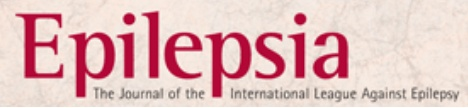 Epilepsia
The Journal of the International League Against Epilepsy